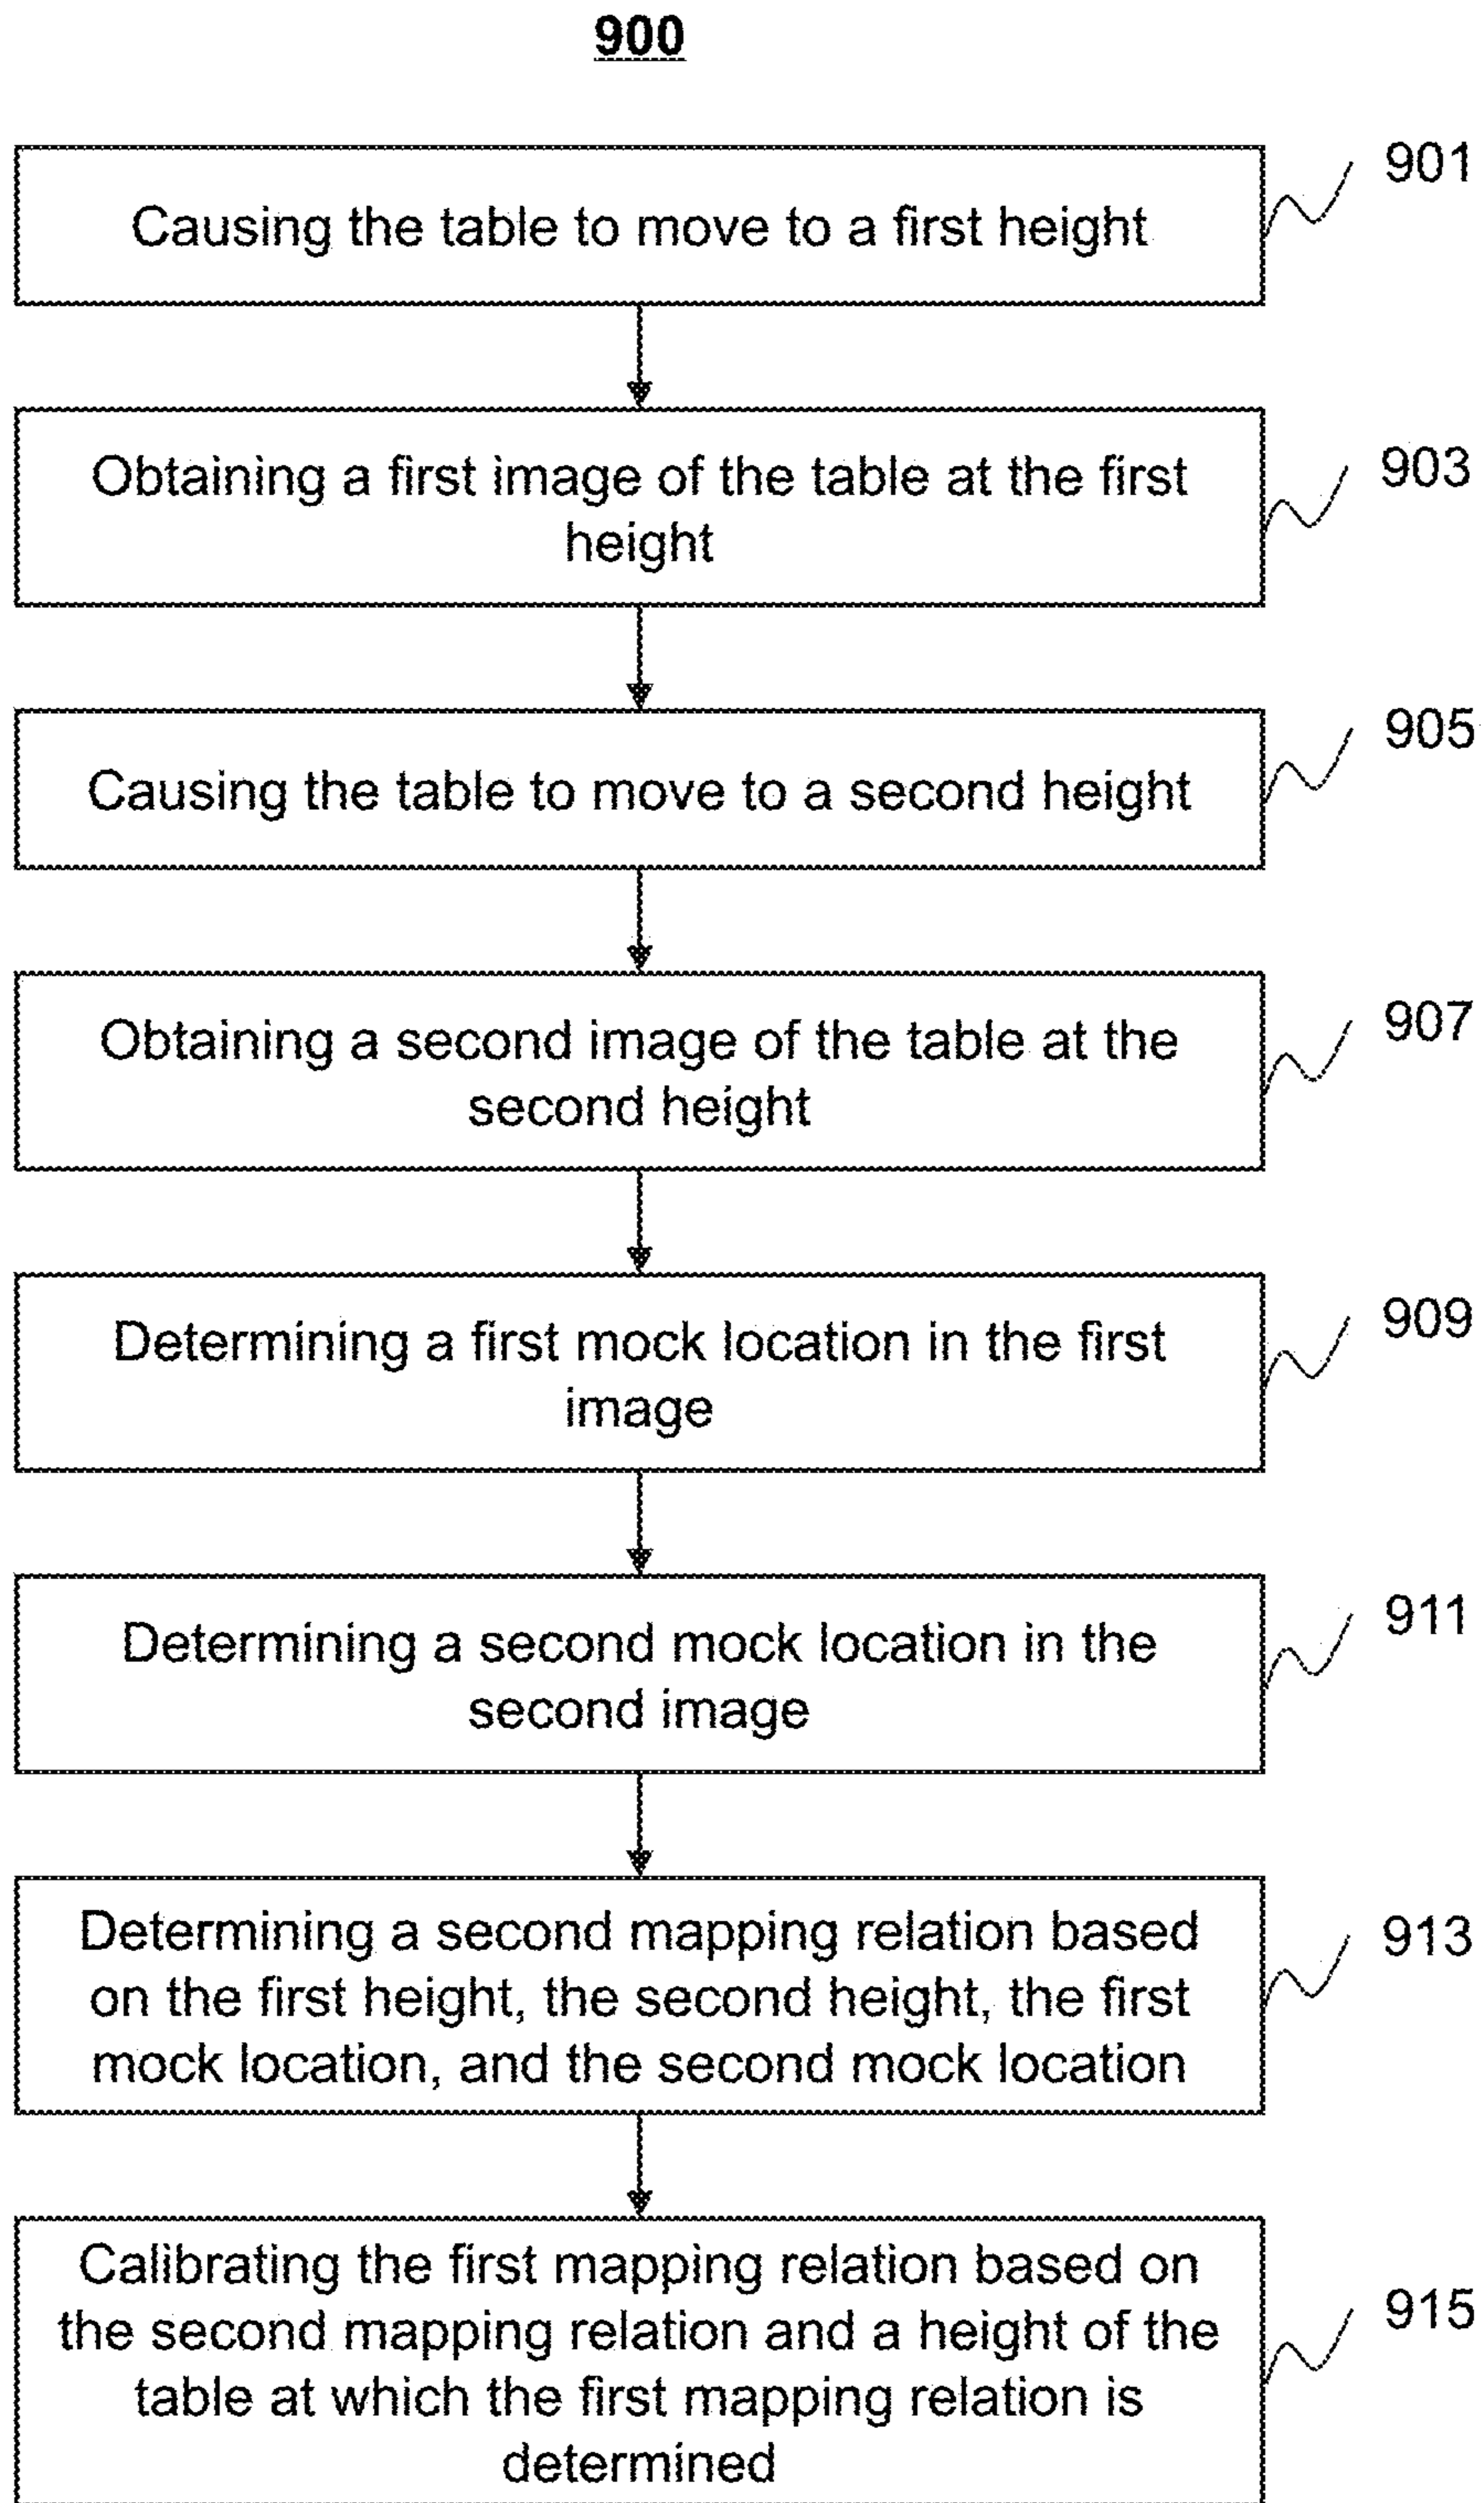 900
901
Causing the table to move to a first height
903
Obtaining a first image of the table at the first
height
905
Causing the table to move to a second height
907
Obtaining a second image of the table at the
second height
909
Determining a first mock location in the first
image
911
Determining a second mock location in the
second image
913
Determining a second mapping relation based
on the first height, the second height, the first
mock location, and the second mock location
915
Calibrating the first mapping relation based on
the second mapping relation and a height of the
table at which the first mapping relation is
determined